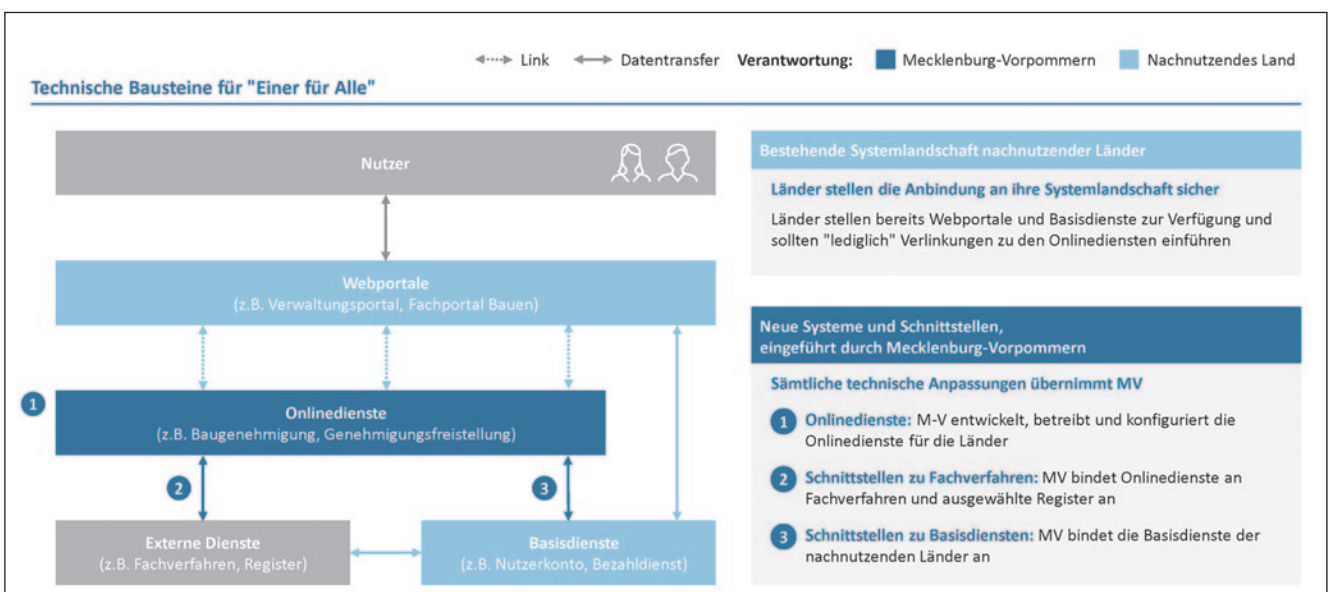 Link Datentransfer Verantwortung: Mecklenburg-Vorpommern Nachnutzendes Land
Technische Bausteine für "Einer für Alle"
Nutzer
Webportale
(z.B. Verwaltungsportal, Fachportal Bauen)
1
Onlinedienste
(z.B. Baugenehmigung, Genehmigungsfreistellung)
2
3
Externe Dienste
(z.B. Fachverfahren, Register)
Basisdienste
(z.B. Nutzerkonto, Bezahldienst)
Bestehende Systemlandschaft nachnutzender Länder
Länder stellen die Anbindung an ihre Systemlandschaft sicher
Länder stellen bereits Webportale und Basisdienste zur Verfügung und
sollten "lediglich" Verlinkungen zu den Onlinediensten einführen
Neue Systeme und Schnittstellen,
eingeführt durch Mecklenburg-Vorpommern
Sämtliche technische Anpassungen übernimmt MV
1 Onlinedienste: M-V entwickelt, betreibt und konfiguriert die
Onlinedienste für die Länder
2 Schnittstellen zu Fachverfahren: MV bindet Onlinedienste an
Fachverfahren und ausgewählte Register an
3 Schnittstellen zu Basisdiensten: MV bindet die Basisdienste der
nachnutzenden Länder an